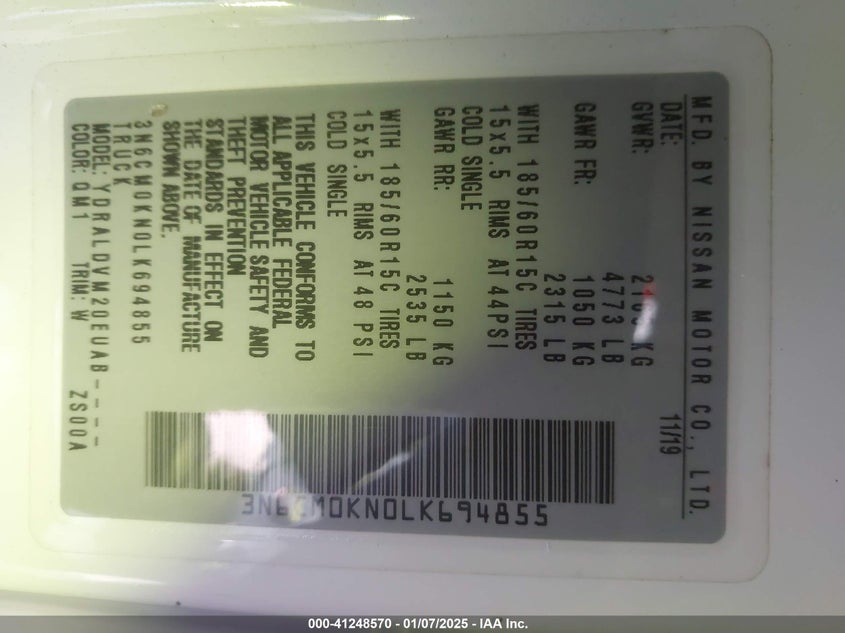 MFD. BY NISSAN MOTOR CO., LTD.
DATE: 11/19
GVWR: KG
4773 LB
GAWR FR: 1050 KG
2315 LB
WITH 185/60R15C TIRES
15x5.5 RIMS AT 44PSI
COLD SINGLE
GAWR RR: 1150 KG
2535 LB
WITH 185/60R15C TIRES
15x5.5 RIMS AT 48 PSI
COLD SINGLE
THIS VEHICLE CONFORMS TO
ALL APPLICABLE FEDERAL
MOTOR VEHICLE SAFETY AND
THEFT PREVENTION
STANDARDS IN EFFECT ON
THE DATE OF MANUFACTURE
SHOWN ABOVE.
3N6CM0KN0LK694855
TRUCK
MODEL: YDRALDVM20EUAB----
COLOR: QM1 TRIM: W ZS00A
3N6CM0KN0LK694855
000-41248570 - 01/07/2025 - IAA Inc.